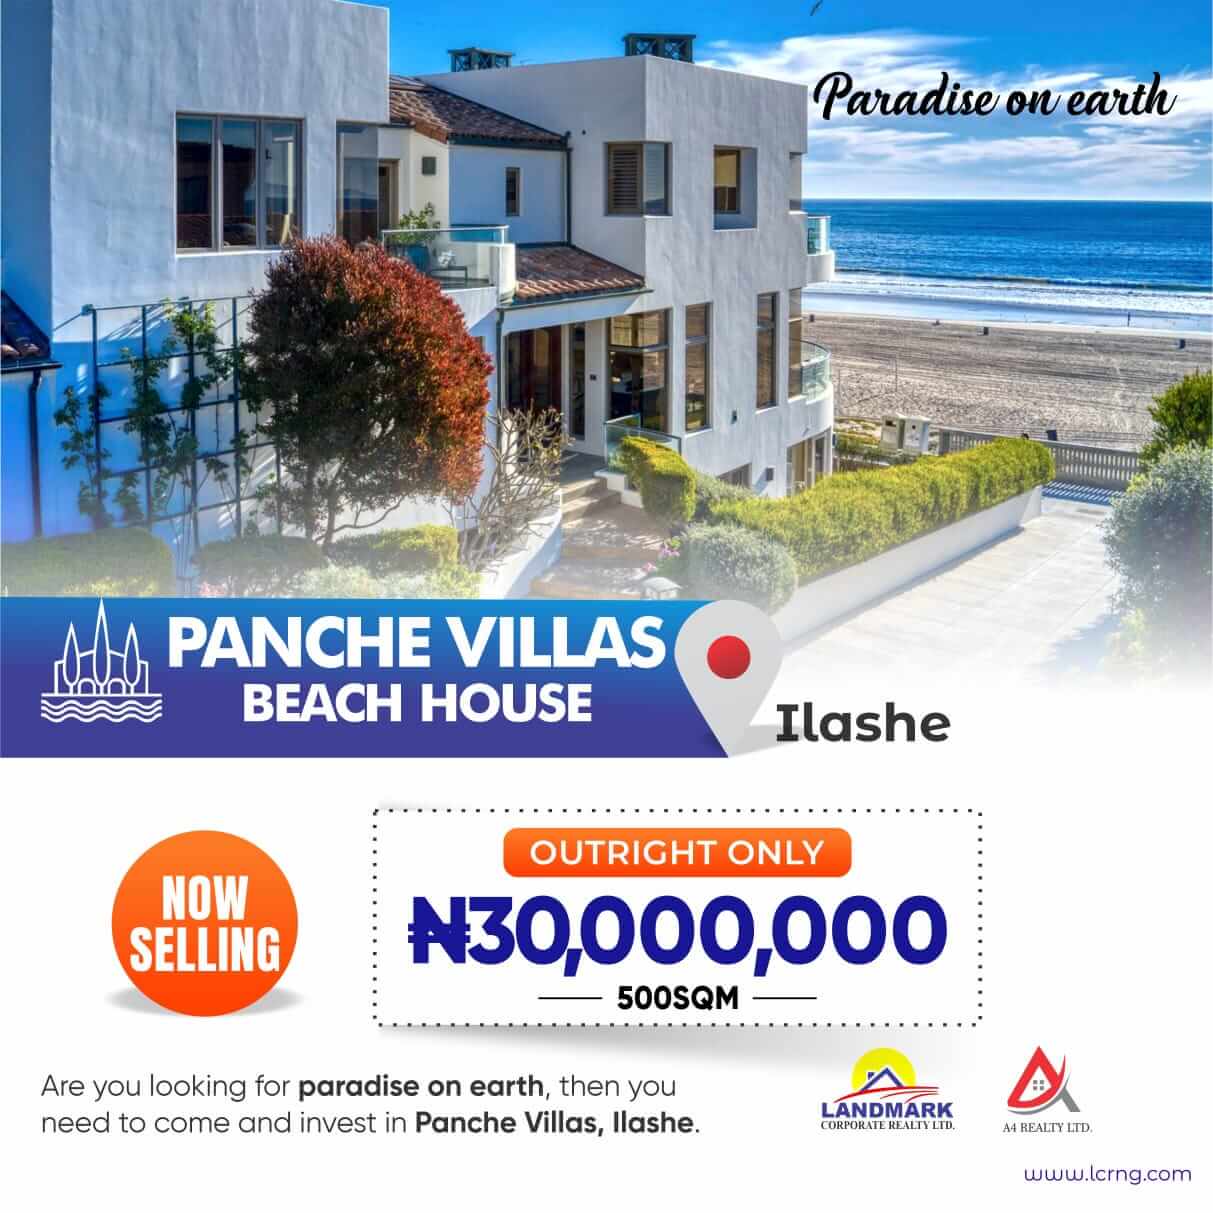 Paradise on earth
PANCHE VILLAS
BEACH HOUSE
Ilashe
NOW
SELLING
OUTRIGHT ONLY
₦30,000,000
500SQM
Are you looking for paradise on earth, then you
need to come and invest in Panche Villas, Ilashe.
LANDMARK
CORPORATE REALTY LTD.
A4 REALTY LTD.
www.lcrng.com